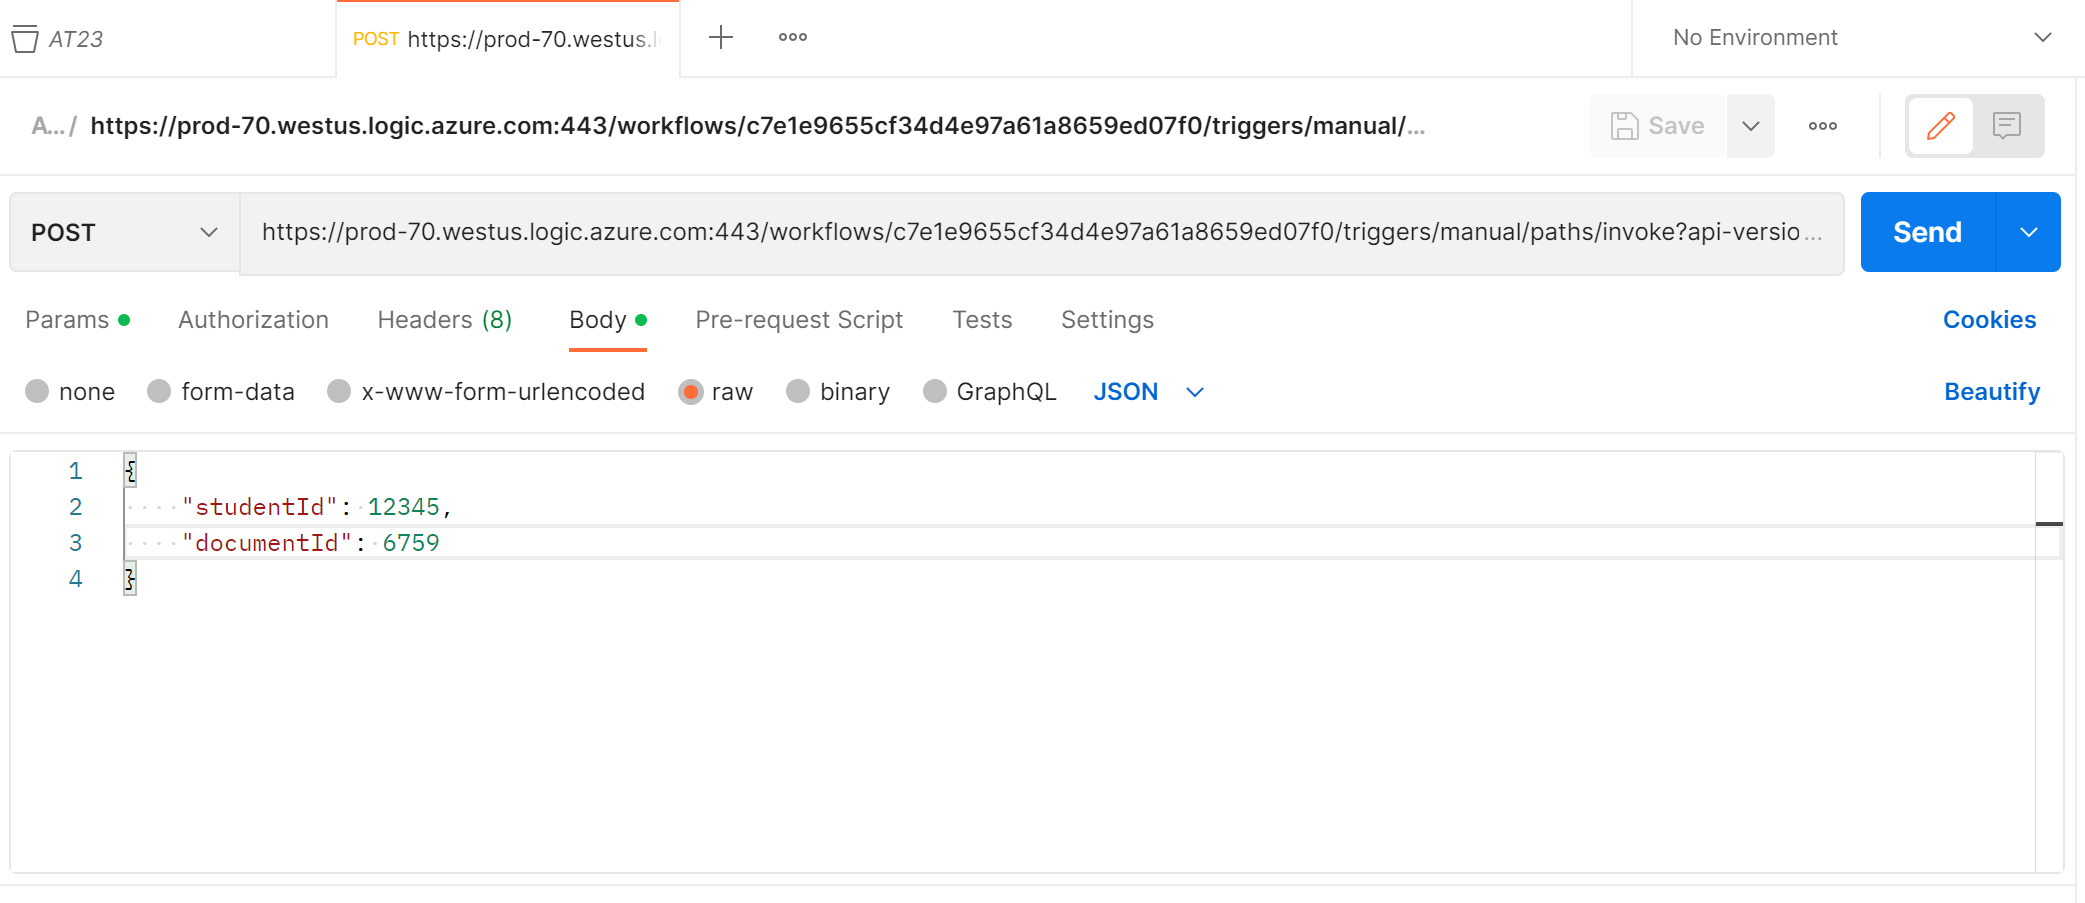 AT23
POST https://prod-70.westus.l
No Environment
A... / https://prod-70.westus.logic.azure.com:443/workflows/c7e1e9655cf34d4e97a61a8659ed07f0/triggers/manual/...
Save
POST
https://prod-70.westus.logic.azure.com:443/workflows/c7e1e9655cf34d4e97a61a8659ed07f0/triggers/manual/paths/invoke?api-versio...
Send
Params Authorization Headers (8) Body Pre-request Script Tests Settings Cookies
none form-data x-www-form-urlencoded raw binary GraphQL JSON Beautify
1 {
2 "studentId": 12345,
3 "documentId": 6759
4 }